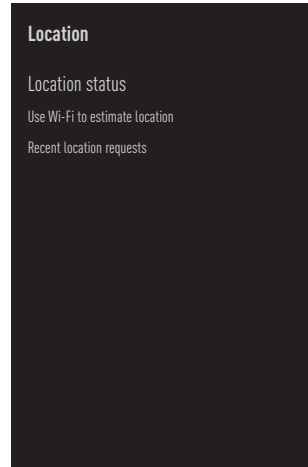 Location
Location status
Use Wi-Fi to estimate location
Recent location requests